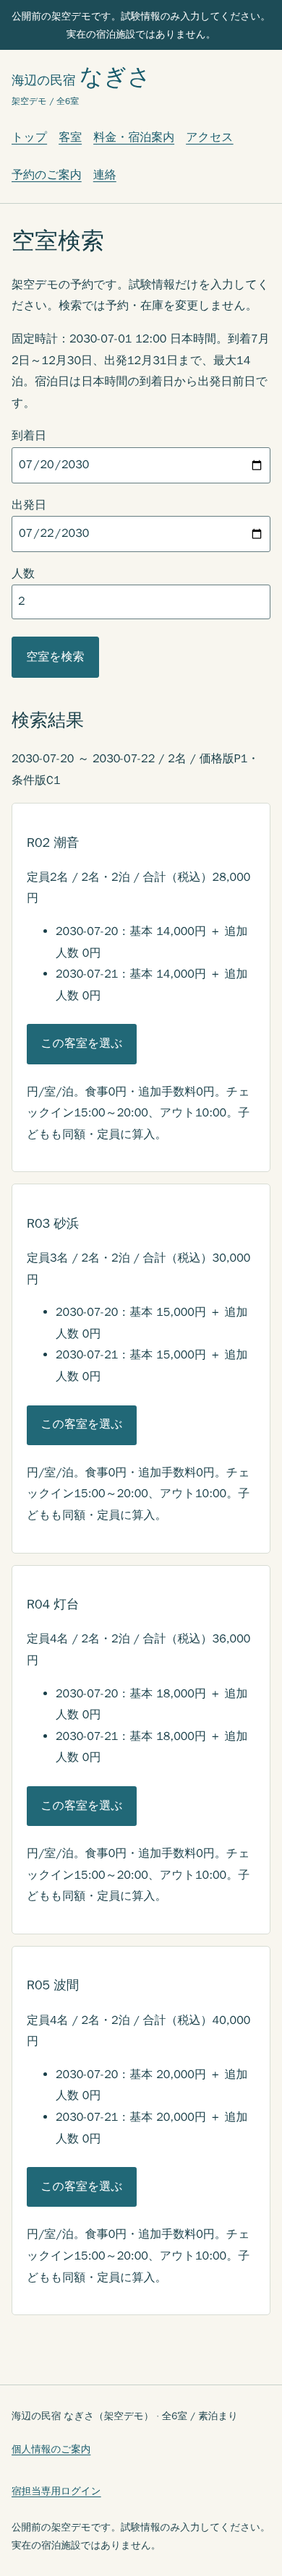 公開前の架空デモです。試験情報のみ入力してください。
実在の宿泊施設ではありません。
海辺の民宿 なぎさ
架空デモ / 全6室
トップ 客室 料金・宿泊案内 アクセス
予約のご案内 連絡
空室検索
架空デモの予約です。試験情報だけを入力してく
ださい。検索では予約・在庫を変更しません。
固定時計：2030-07-01 12:00 日本時間。到着7月
2日～12月30日、出発12月31日まで、最大14
泊。宿泊日は日本時間の到着日から出発日前日で
す。
到着日
07/20/2030
出発日
07/22/2030
人数
2
空室を検索
検索結果
2030-07-20 ～ 2030-07-22 / 2名 / 価格版P1・
条件版C1
R02 潮音
定員2名 / 2名・2泊 / 合計（税込）28,000
円
• 2030-07-20：基本 14,000円 ＋ 追加
人数 0円
• 2030-07-21：基本 14,000円 ＋ 追加
人数 0円
この客室を選ぶ
円/室/泊。食事0円・追加手数料0円。チェ
ックイン15:00～20:00、アウト10:00。子
どもも同額・定員に算入。
R03 砂浜
定員3名 / 2名・2泊 / 合計（税込）30,000
円
• 2030-07-20：基本 15,000円 ＋ 追加
人数 0円
• 2030-07-21：基本 15,000円 ＋ 追加
人数 0円
この客室を選ぶ
円/室/泊。食事0円・追加手数料0円。チェ
ックイン15:00～20:00、アウト10:00。子
どもも同額・定員に算入。
R04 灯台
定員4名 / 2名・2泊 / 合計（税込）36,000
円
• 2030-07-20：基本 18,000円 ＋ 追加
人数 0円
• 2030-07-21：基本 18,000円 ＋ 追加
人数 0円
この客室を選ぶ
円/室/泊。食事0円・追加手数料0円。チェ
ックイン15:00～20:00、アウト10:00。子
どもも同額・定員に算入。
R05 波間
定員4名 / 2名・2泊 / 合計（税込）40,000
円
• 2030-07-20：基本 20,000円 ＋ 追加
人数 0円
• 2030-07-21：基本 20,000円 ＋ 追加
人数 0円
この客室を選ぶ
円/室/泊。食事0円・追加手数料0円。チェ
ックイン15:00～20:00、アウト10:00。子
どもも同額・定員に算入。
海辺の民宿 なぎさ（架空デモ） · 全6室 / 素泊まり
個人情報のご案内
宿担当専用ログイン
公開前の架空デモです。試験情報のみ入力してください。
実在の宿泊施設ではありません。